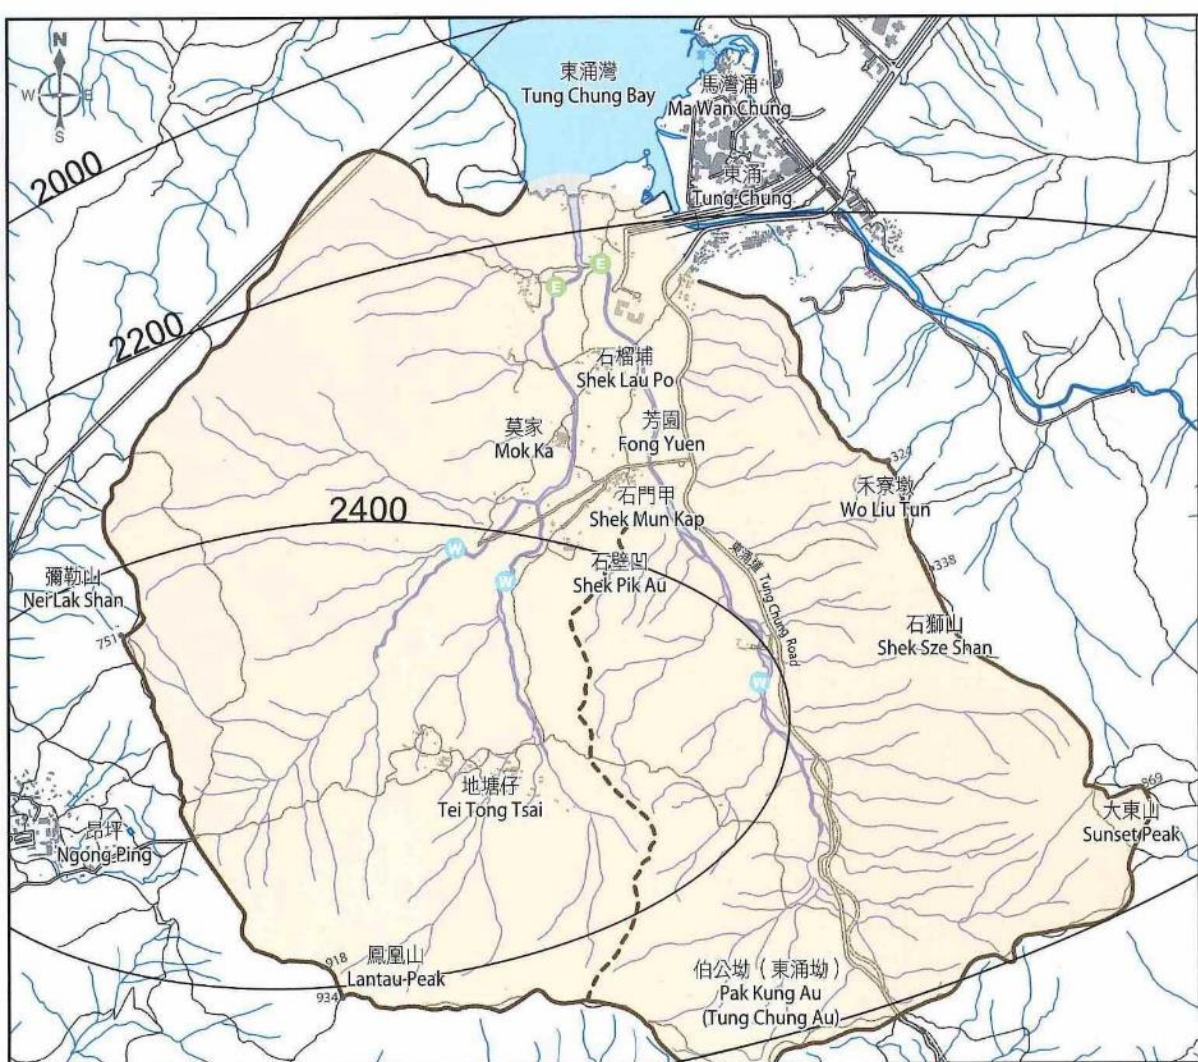 N
W
E
S
東涌灣
Tung Chung Bay
馬灣涌
Ma Wan Chung
2000
東涌
Tung Chung
E
E
2200
石榴埔
Shek Lau Po
莫家
Mok Ka
芳園
Fong Yuen
324
禾寮墩
Wo Liu Tun
2400
石門甲
Shek Mun Kap
W
東涌道 Tung Chung Road
石壁凹
Shek Pik Au
338
彌勒山
Nei Lak Shan
W
751
石獅山
Shek Sze Shan
W
地塘仔
Tei Tong Tsai
869
大東山
Sunset Peak
昂坪
Ngong Ping
918
鳳凰山
Lantau Peak
934
伯公坳（東涌坳）
Pak Kung Au
(Tung Chung Au)